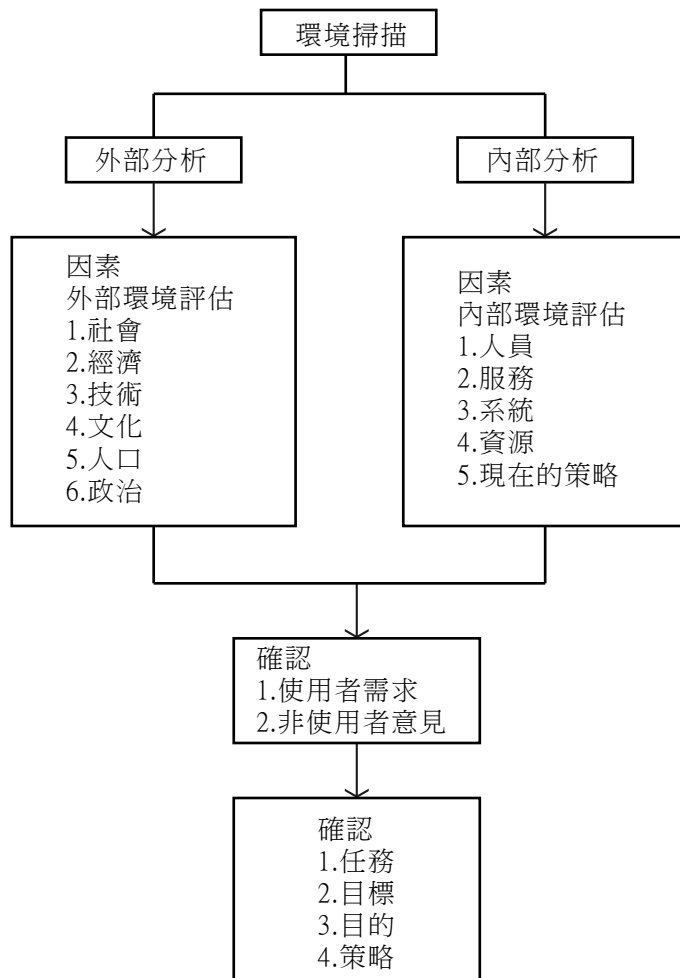 環境掃描
外部分析
內部分析
因素
外部環境評估
1.社會
2.經濟
3.技術
4.文化
5.人口
6.政治
因素
內部環境評估
1.人員
2.服務
3.系統
4.資源
5.現在的策略
確認
1.使用者需求
2.非使用者意見
確認
1.任務
2.目標
3.目的
4.策略